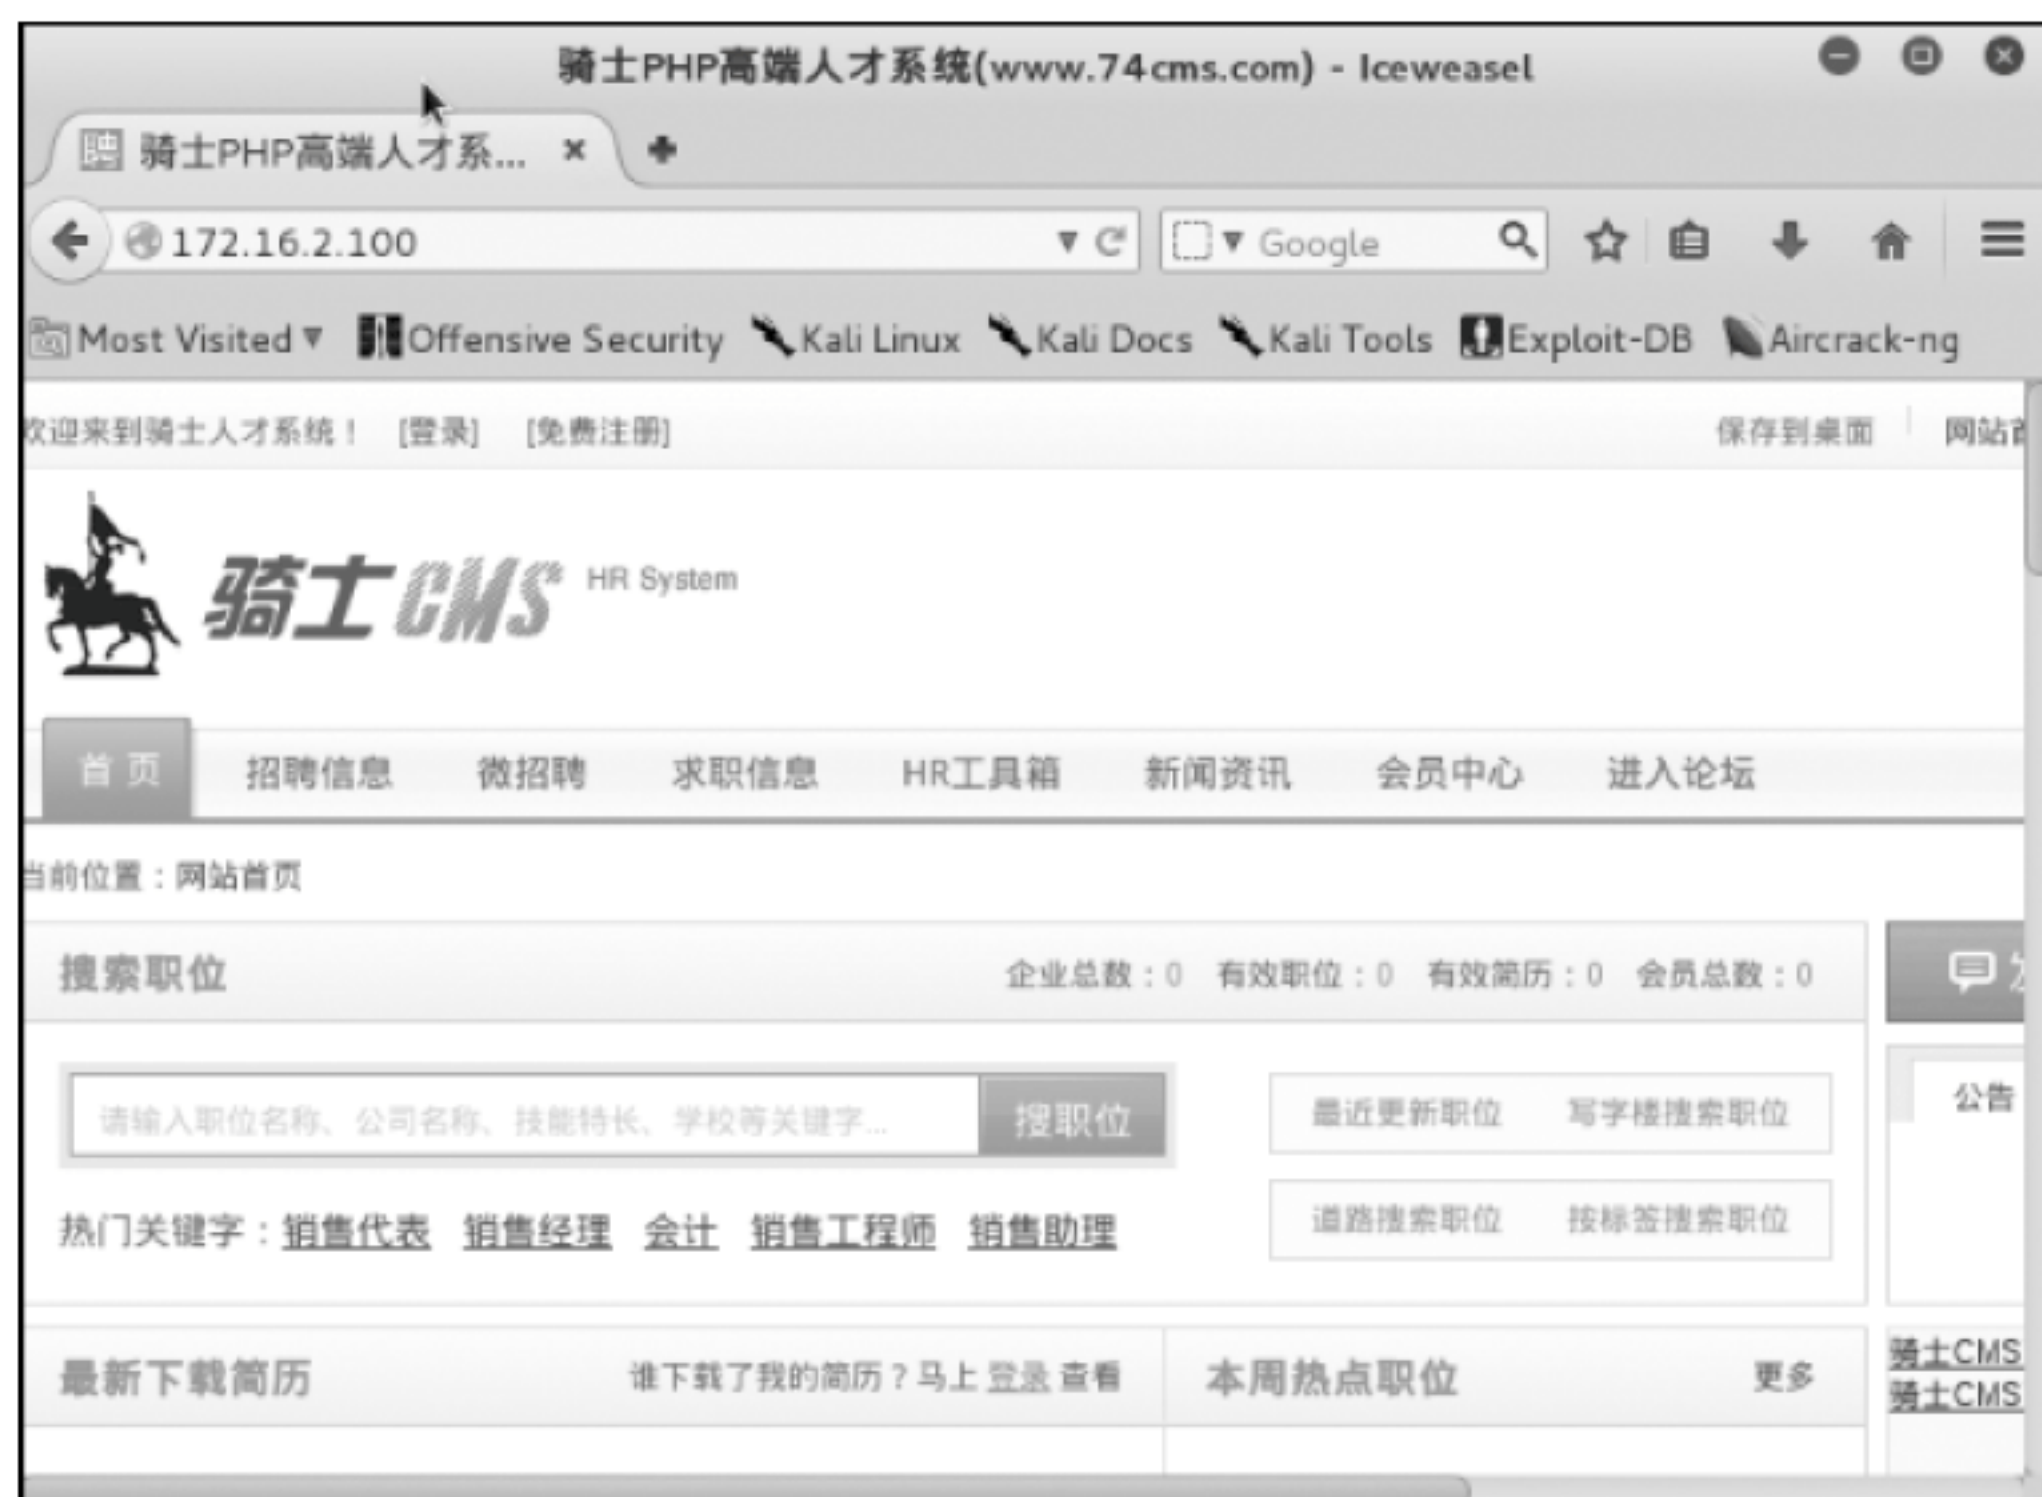 骑士PHP高端人才系统(www.74cms.com) - Iceweasel
聘 骑士PHP高端人才系...
172.16.2.100 Google
Most Visited Offensive Security Kali Linux Kali Docs Kali Tools Exploit-DB Aircrack-ng
欢迎来到骑士人才系统！ [登录] [免费注册] 保存到桌面 网站首
骑士CMS HR System
首页 招聘信息 微招聘 求职信息 HR工具箱 新闻资讯 会员中心 进入论坛
当前位置：网站首页
搜索职位 企业总数：0 有效职位：0 有效简历：0 会员总数：0
请输入职位名称、公司名称、技能特长、学校等关键字... 搜职位 最近更新职位 写字楼搜索职位 公告
热门关键字：销售代表 销售经理 会计 销售工程师 销售助理 道路搜索职位 按标签搜索职位
最新下载简历 谁下载了我的简历？马上 登录 查看 本周热点职位 更多 骑士CMS
骑士CMS